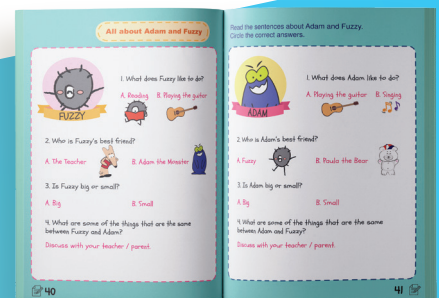 All about Adam and Fuzzy
FUZZY
1. What does Fuzzy like to do?
A. Reading B. Playing the guitar
2. Who is Fuzzy's best friend?
A. The Teacher B. Adam the Monster
3. Is Fuzzy big or small?
A. Big B. Small
4. What are some of the things that are the same
between Fuzzy and Adam?
Discuss with your teacher / parent.
40
Read the sentences about Adam and Fuzzy.
Circle the correct answers.
ADAM
1. What does Adam like to do?
A. Playing the guitar B. Singing
2. Who is Adam's best friend?
A. Fuzzy B. Paula the Bear
3. Is Adam big or small?
A. Big B. Small
4. What are some of the things that are the same
between Adam and Fuzzy?
Discuss with your teacher / parent.
41